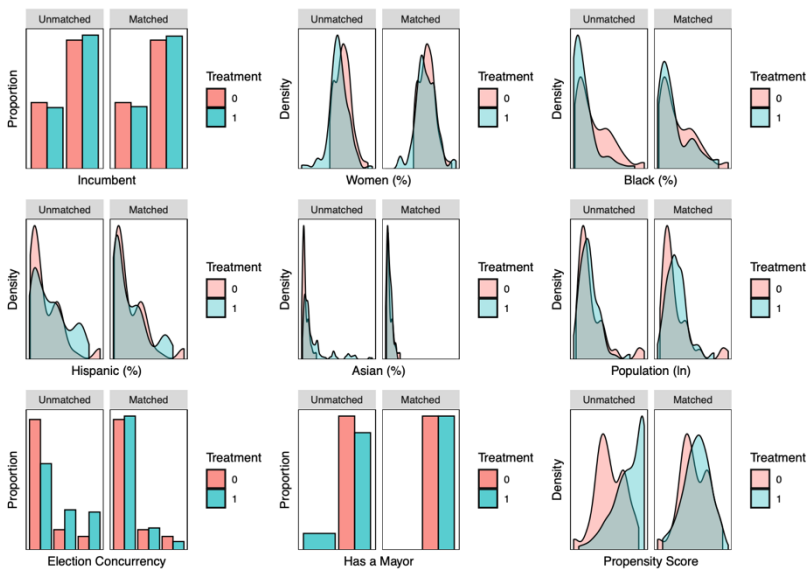 Unmatched Matched
Proportion
Incumbent
Treatment
0
1
Unmatched Matched
Density
Women (%)
Treatment
0
1
Unmatched Matched
Density
Black (%)
Treatment
0
1
Unmatched Matched
Density
Hispanic (%)
Treatment
0
1
Unmatched Matched
Density
Asian (%)
Treatment
0
1
Unmatched Matched
Density
Population (ln)
Treatment
0
1
Unmatched Matched
Proportion
Election Concurrency
Treatment
0
1
Unmatched Matched
Proportion
Has a Mayor
Treatment
0
1
Unmatched Matched
Density
Propensity Score
Treatment
0
1